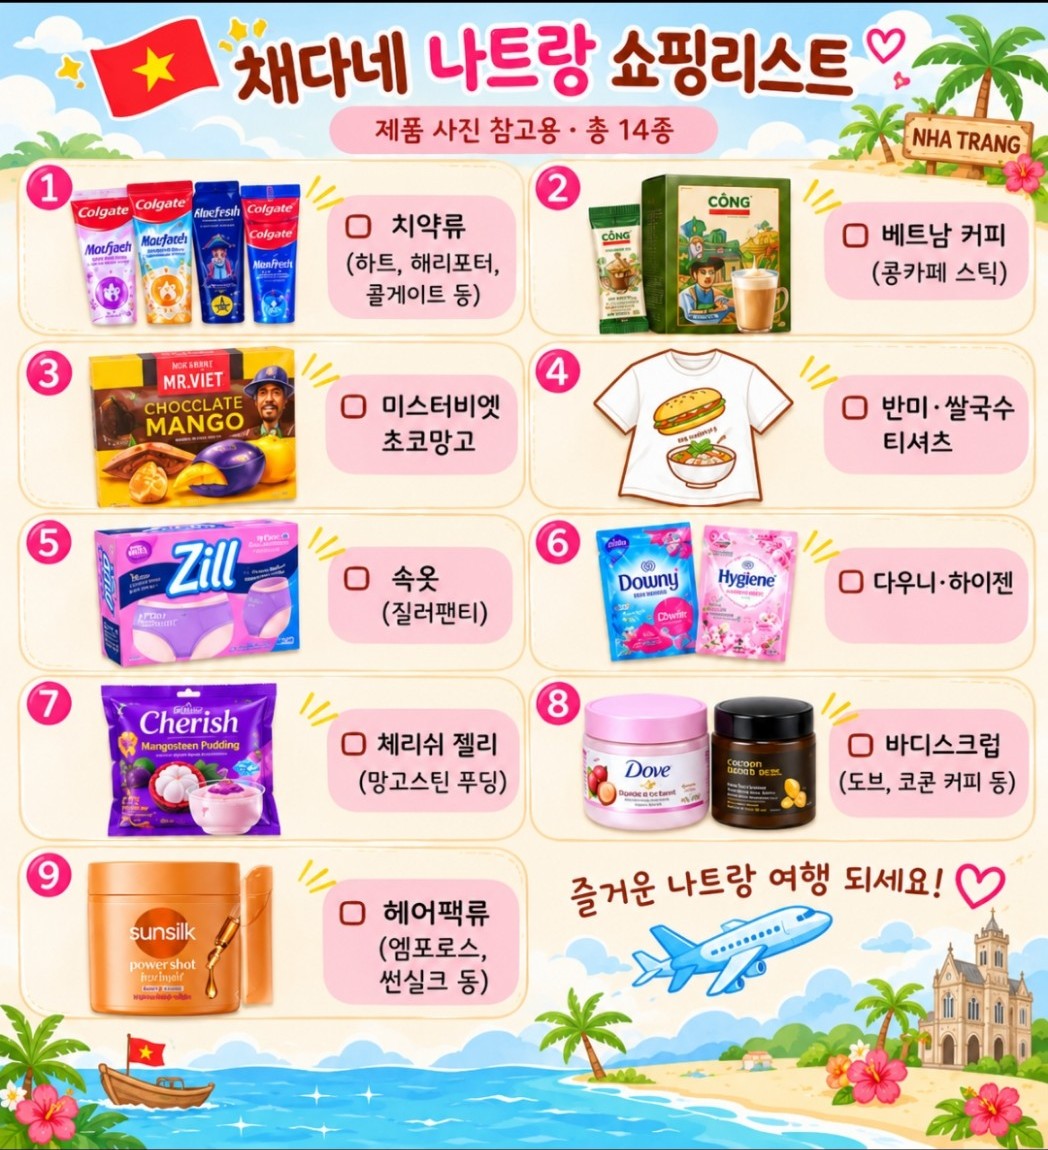 채다네 나트랑 쇼핑리스트
제품 사진 참고용 · 총 14종
NHA TRANG
1
Colgate
Colgate
Colgate
Colgate
치약류
(하트, 해리포터,
콜게이트 등)
2
CÔNG
CÔNG
베트남 커피
(콩카페 스틱)
3
MR.VIET
CHOCCLATE
MANGO
미스터비엣
초코망고
4
반미·쌀국수
티셔츠
5
Zill
속옷
(질러팬티)
6
Downy
Hygiene
다우니·하이젠
7
Cherish
Mangosteen Pudding
체리쉬 젤리
(망고스틴 푸딩)
8
Dove
바디스크럽
(도브, 코쿤 커피 등)
9
sunsilk
power shot
헤어팩류
(엠포로스,
썬실크 등)
즐거운 나트랑 여행 되세요!